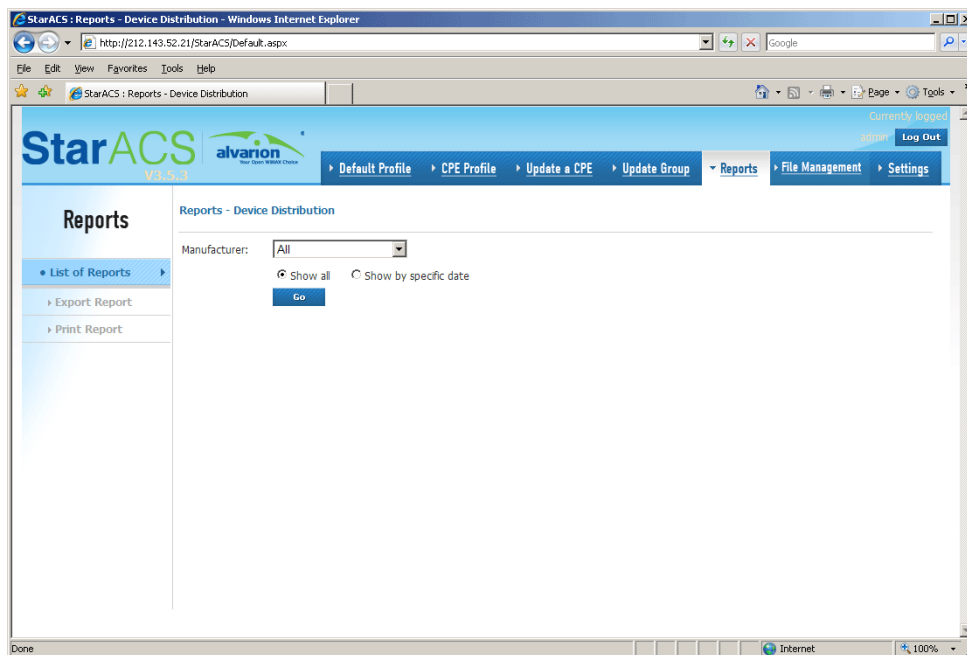 StarACS : Reports - Device Distribution - Windows Internet Explorer
http://212.143.52.21/StarACS/Default.aspx
Google
File Edit View Favorites Tools Help
StarACS : Reports - Device Distribution
Page Tools
Currently logged
admin Log Out
StarACS
V3.5.3
alvarion
Your Open WiMAX Choice
Default Profile CPE Profile Update a CPE Update Group Reports File Management Settings
Reports
Reports - Device Distribution
Manufacturer: All
Show all Show by specific date
Go
List of Reports
Export Report
Print Report
Done Internet 100%